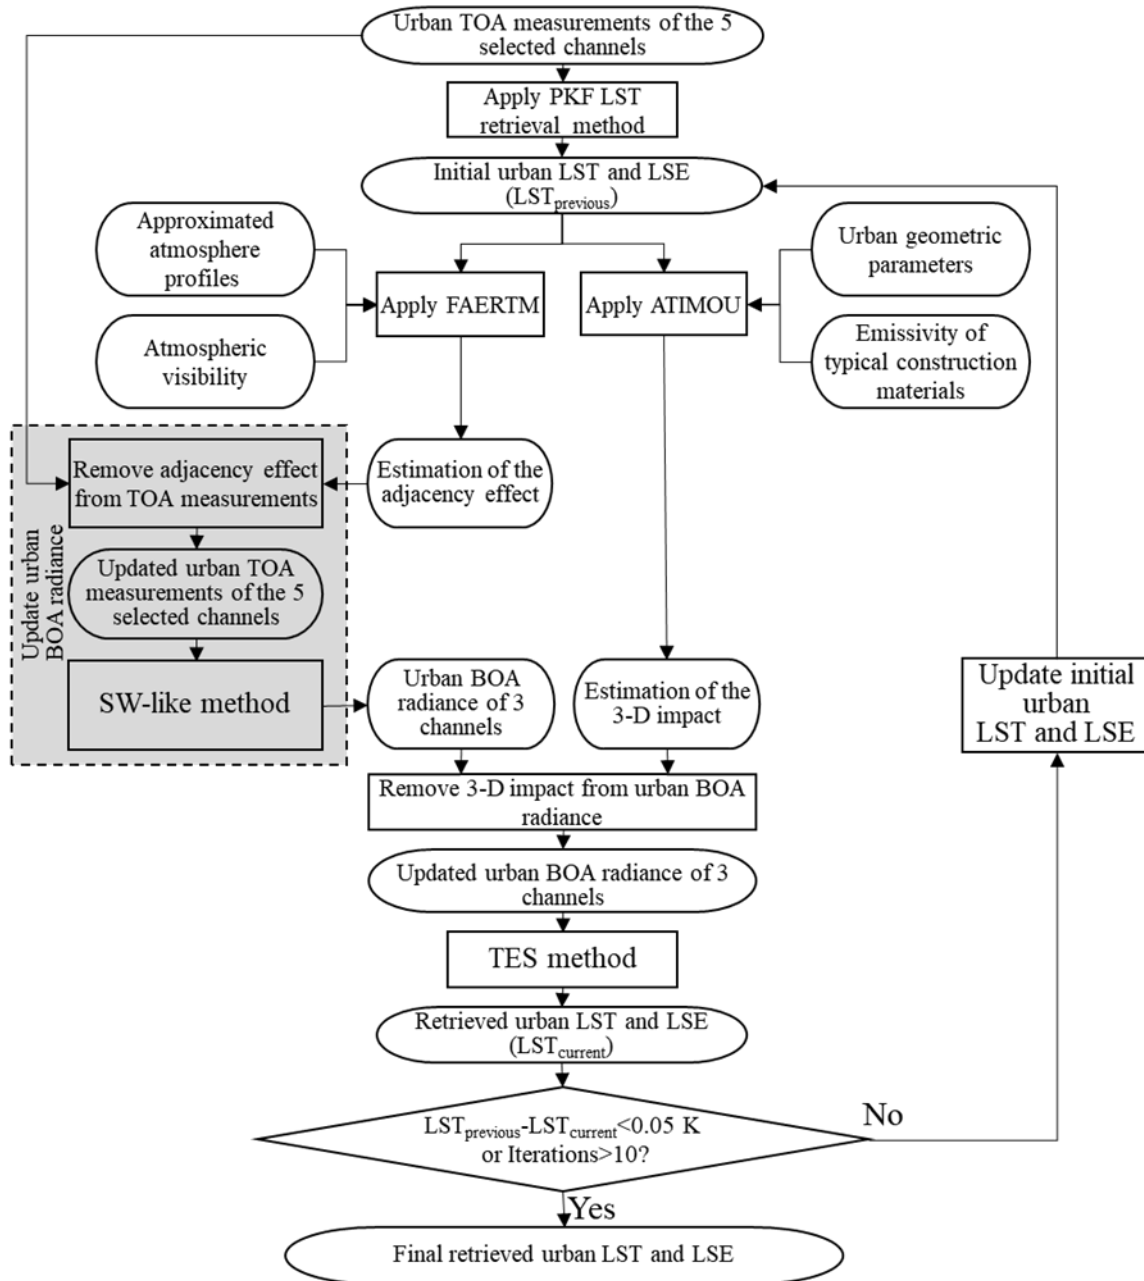 Urban TOA measurements of the 5
selected channels
Apply PKF LST
retrieval method
Initial urban LST and LSE
(LSTprevious)
Approximated
atmosphere
profiles
Urban geometric
parameters
Apply FAERTM
Apply ATIMOU
Atmospheric
visibility
Emissivity of
typical construction
materials
Remove adjacency effect
from TOA measurements
Estimation of the
adjacency effect
Update urban
BOA radiance
Updated urban TOA
measurements of the 5
selected channels
SW-like method
Urban BOA
radiance of 3
channels
Estimation of the
3-D impact
Update initial
urban
LST and LSE
Remove 3-D impact from urban BOA
radiance
Updated urban BOA radiance of 3
channels
TES method
Retrieved urban LST and LSE
(LSTcurrent)
LSTprevious-LSTcurrent<0.05 K
or Iterations>10?
No
Yes
Final retrieved urban LST and LSE